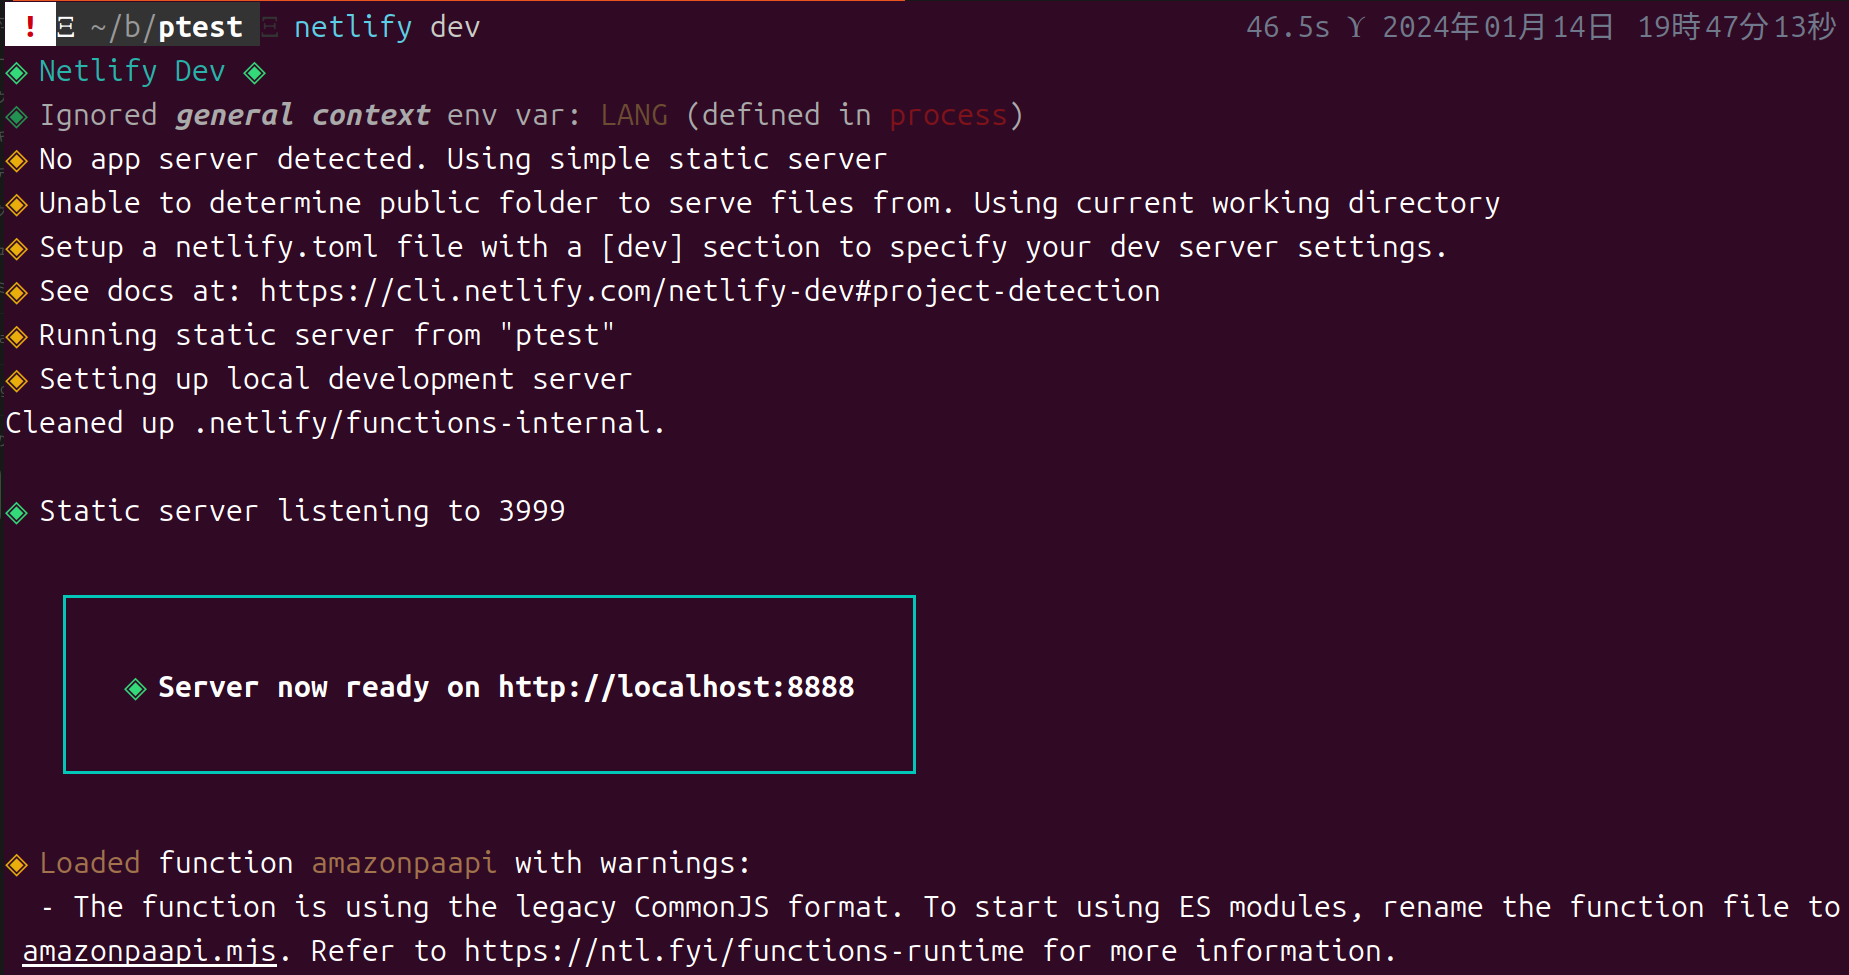 ! Ξ ~/b/ptest Ξ netlify dev 46.5s ϒ 2024年01月14日 19時47分13秒
◈ Netlify Dev ◈
◈ Ignored general context env var: LANG (defined in process)
◈ No app server detected. Using simple static server
◈ Unable to determine public folder to serve files from. Using current working directory
◈ Setup a netlify.toml file with a [dev] section to specify your dev server settings.
◈ See docs at: https://cli.netlify.com/netlify-dev#project-detection
◈ Running static server from "ptest"
◈ Setting up local development server
Cleaned up .netlify/functions-internal.
◈ Static server listening to 3999
◈ Server now ready on http://localhost:8888
◈ Loaded function amazonpaapi with warnings:
- The function is using the legacy CommonJS format. To start using ES modules, rename the function file to
amazonpaapi.mjs. Refer to https://ntl.fyi/functions-runtime for more information.